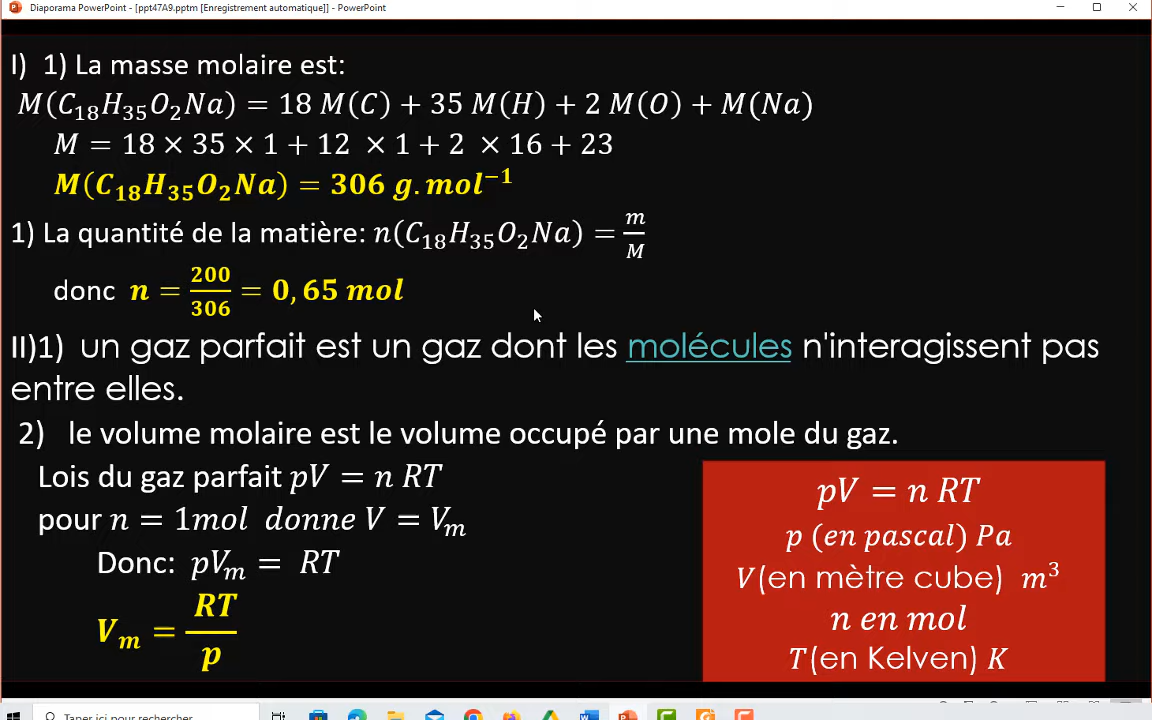 Diaporama PowerPoint - [ppt47A9.pptm [Enregistrement automatique]] - PowerPoint
I) 1) La masse molaire est:
M(C₁₈H₃₅O₂Na) = 18 M(C) + 35 M(H) + 2 M(O) + M(Na)
M = 18 × 35 × 1 + 12 × 1 + 2 × 16 + 23
M(C₁₈H₃₅O₂Na) = 306 g.mol⁻¹
1) La quantité de la matière: n(C₁₈H₃₅O₂Na) = m/M
donc n = 200/306 = 0,65 mol
II)1) un gaz parfait est un gaz dont les molécules n'interagissent pas
entre elles.
2) le volume molaire est le volume occupé par une mole du gaz.
Lois du gaz parfait pV = n RT
pour n = 1mol donne V = Vₘ
Donc: pVₘ = RT
Vₘ = RT/p
pV = n RT
p (en pascal) Pa
V(en mètre cube) m³
n en mol
T(en Kelven) K
Taper ici pour rechercher